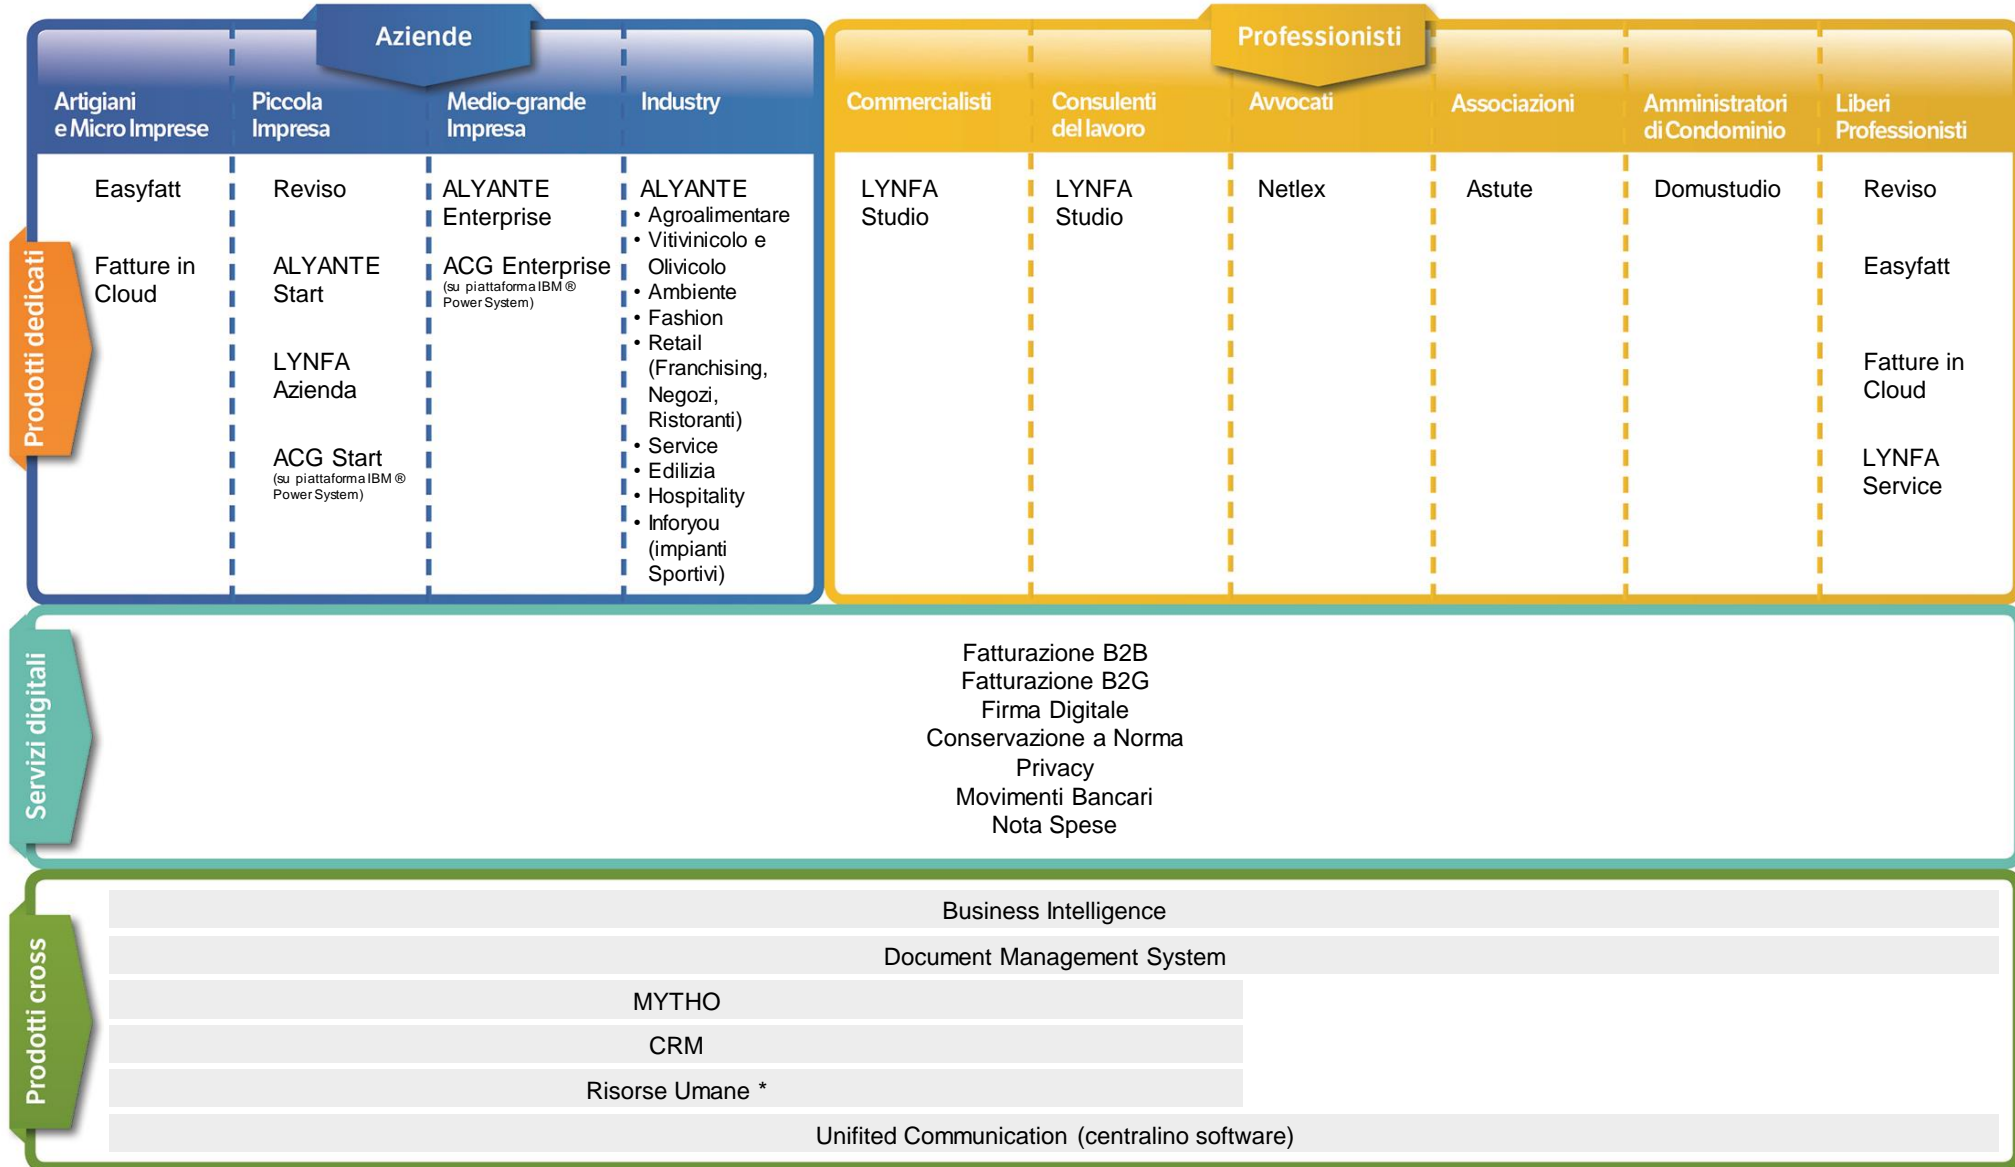 Aziende
Professionisti
Artigiani
e Micro Imprese
Piccola
Impresa
Medio-grande
Impresa
Industry
Commercialisti
Consulenti
del lavoro
Avvocati
Associazioni
Amministratori
di Condominio
Liberi
Professionisti
Prodotti dedicati
Easyfatt
Fatture in
Cloud
Reviso
ALYANTE
Start
LYNFA
Azienda
ACG Start
(su piattaforma IBM ®
Power System)
ALYANTE
Enterprise
ACG Enterprise
(su piattaforma IBM ®
Power System)
ALYANTE
• Agroalimentare
• Vitivinicolo e
Olivicolo
• Ambiente
• Fashion
• Retail
(Franchising,
Negozi,
Ristoranti)
• Service
• Edilizia
• Hospitality
• Inforyou
(impianti
Sportivi)
LYNFA
Studio
LYNFA
Studio
Netlex
Astute
Domustudio
Reviso
Easyfatt
Fatture in
Cloud
LYNFA
Service
Servizi digitali
Fatturazione B2B
Fatturazione B2G
Firma Digitale
Conservazione a Norma
Privacy
Movimenti Bancari
Nota Spese
Prodotti cross
Business Intelligence
Document Management System
MYTHO
CRM
Risorse Umane *
Unifited Communication (centralino software)